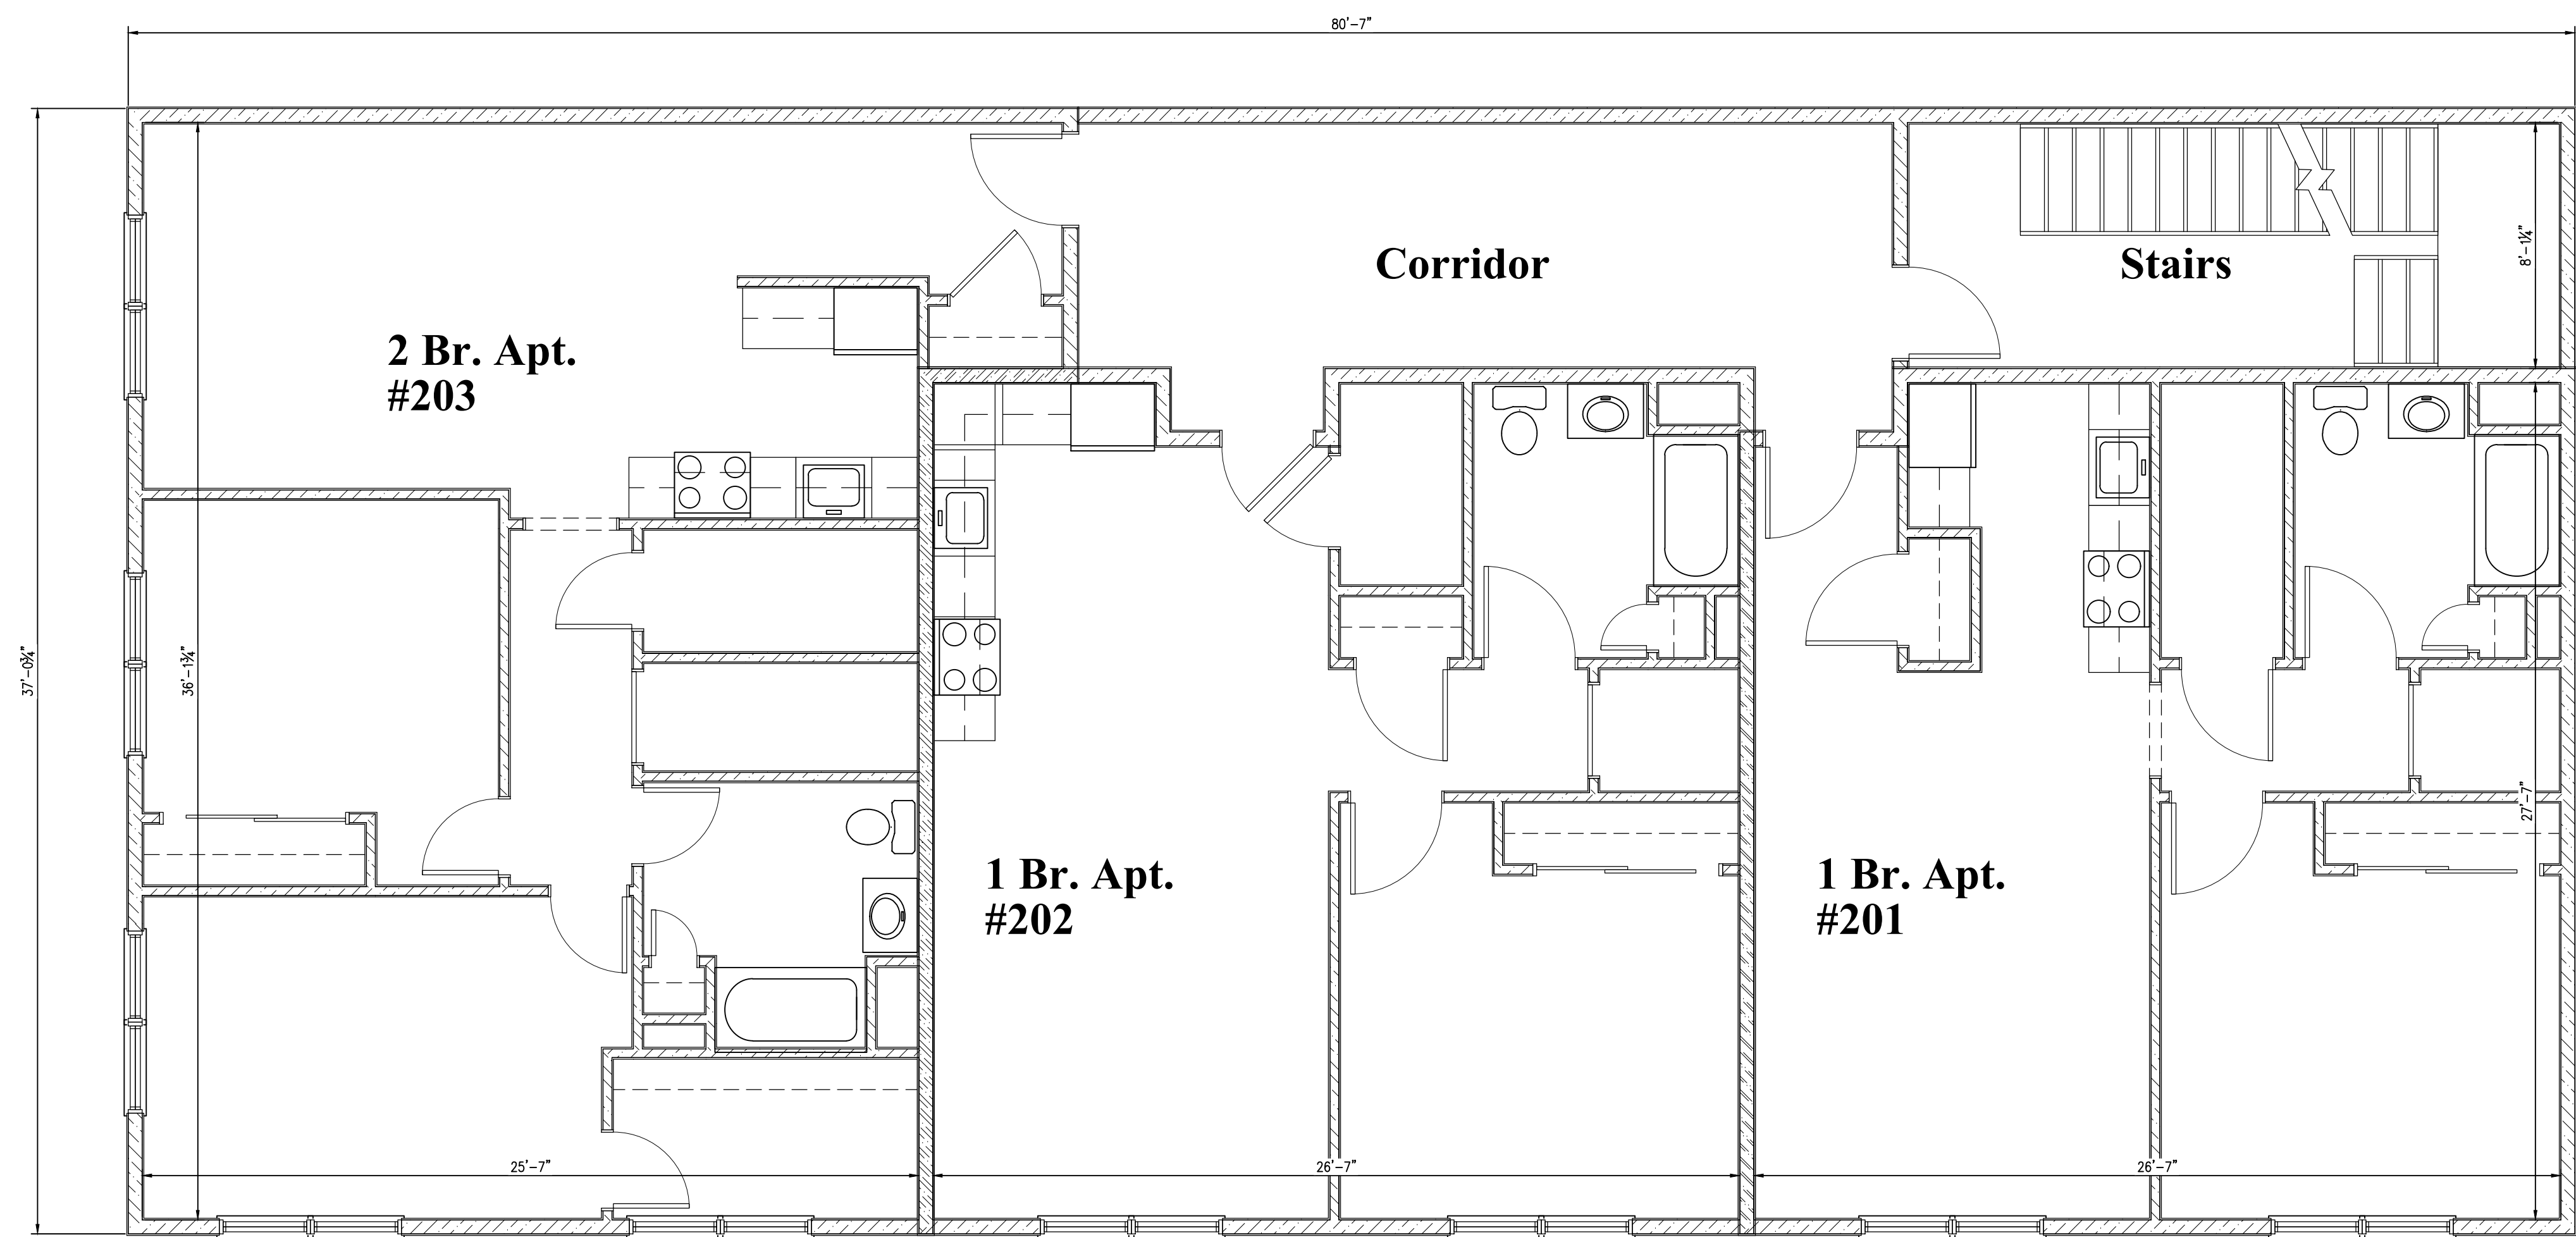 80'-7"
Corridor
Stairs
8'-1¼"
2 Br. Apt.
#203
37'-0¾"
36'-1¾"
27'-7"
1 Br. Apt.
#202
1 Br. Apt.
#201
25'-7"
26'-7"
26'-7"